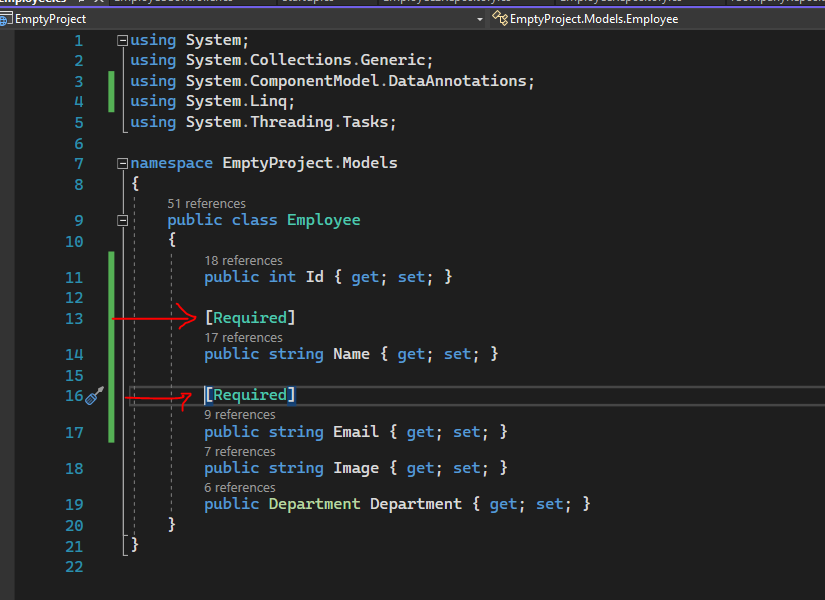 EmptyProject
EmptyProject.Models.Employee
1 using System;
2 using System.Collections.Generic;
3 using System.ComponentModel.DataAnnotations;
4 using System.Linq;
5 using System.Threading.Tasks;
6
7 namespace EmptyProject.Models
8 {
51 references
9 public class Employee
10 {
18 references
11 public int Id { get; set; }
12
13 [Required]
17 references
14 public string Name { get; set; }
15
16 [Required]
9 references
17 public string Email { get; set; }
7 references
18 public string Image { get; set; }
6 references
19 public Department Department { get; set; }
20 }
21 }
22